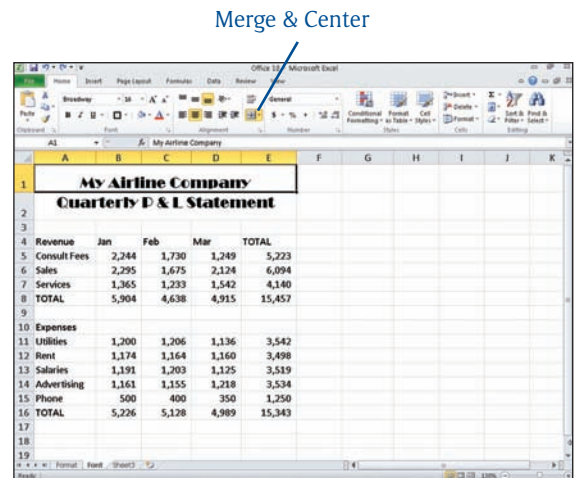 Merge & Center
Office 10 - Microsoft Excel
File Home Insert Page Layout Formulas Data Review View
Paste Broadway 18 A A General Conditional Formatting Format as Table Cell Styles Insert Delete Format Sort & Filter Find & Select
Clipboard Font Alignment Number Styles Cells Editing
A1 fx My Airline Company
A B C D E F G H I J K
1 My Airline Company
2 Quarterly P & L Statement
3
4 Revenue Jan Feb Mar TOTAL
5 Consult Fees 2,244 1,730 1,249 5,223
6 Sales 2,295 1,675 2,124 6,094
7 Services 1,365 1,233 1,542 4,140
8 TOTAL 5,904 4,638 4,915 15,457
9
10 Expenses
11 Utilities 1,200 1,206 1,136 3,542
12 Rent 1,174 1,164 1,160 3,498
13 Salaries 1,191 1,203 1,125 3,519
14 Advertising 1,161 1,155 1,218 3,534
15 Phone 500 400 350 1,250
16 TOTAL 5,226 5,128 4,989 15,343
17
18
19
Format Font Sheet3
Ready 130%